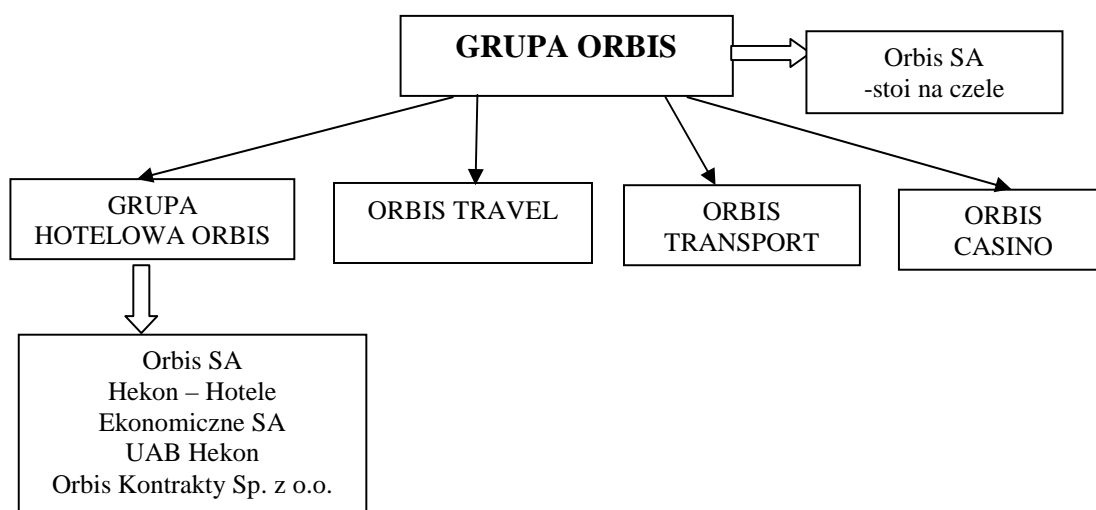 GRUPA ORBIS
Orbis SA
-stoi na czele
GRUPA
HOTELOWA ORBIS
ORBIS TRAVEL
ORBIS
TRANSPORT
ORBIS
CASINO
Orbis SA
Hekon – Hotele
Ekonomiczne SA
UAB Hekon
Orbis Kontrakty Sp. z o.o.